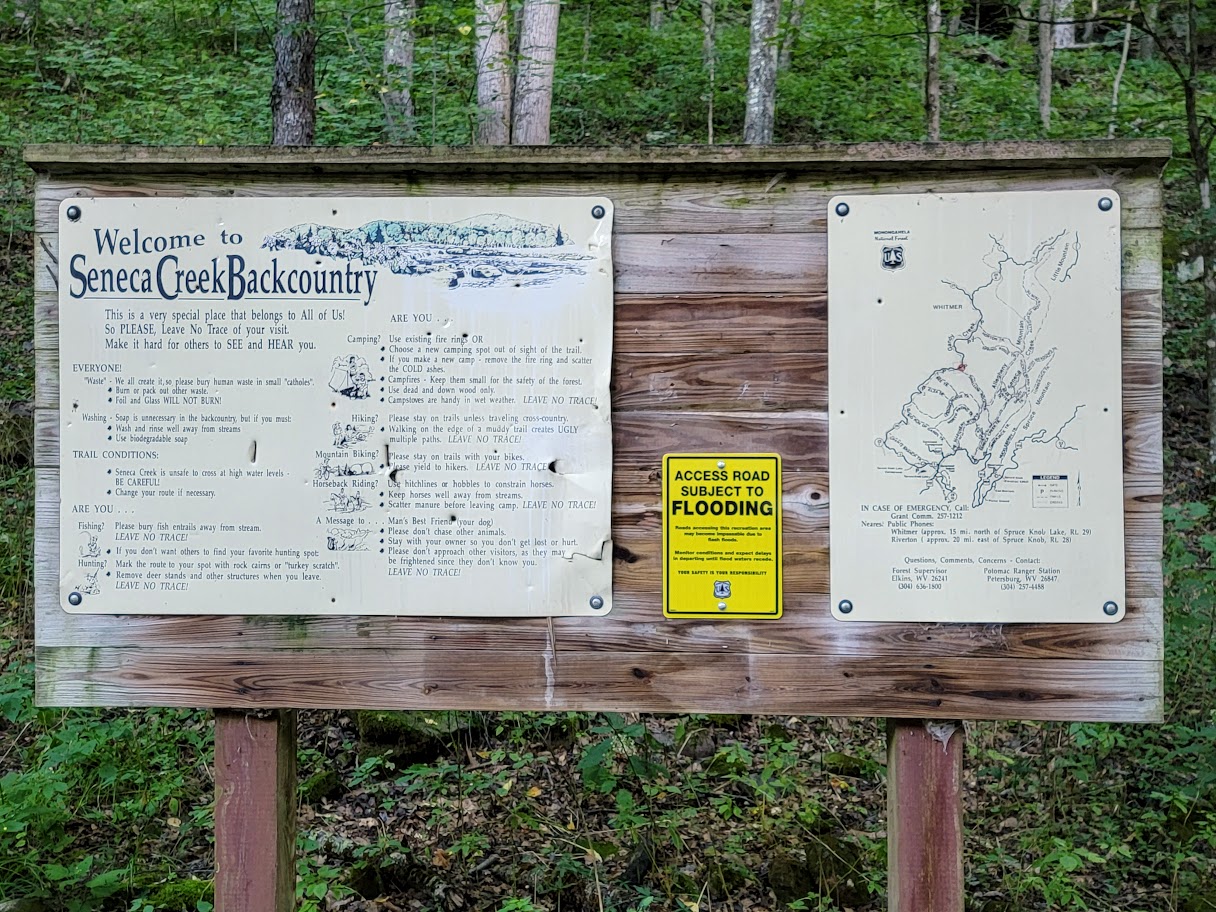 Welcome to
Seneca Creek Backcountry
This is a very special place that belongs to All of Us!
So PLEASE, Leave No Trace of your visit.
Make it hard for others to SEE and HEAR you.
EVERYONE!
"Waste" - We all create it, so please bury human waste in small "catholes".
Burn or pack out other waste.
Foil and Glass WILL NOT BURN!
Washing - Soap is unnecessary in the backcountry, but if you must:
Wash and rinse well away from streams
Use biodegradable soap
TRAIL CONDITIONS:
Seneca Creek is unsafe to cross at high water levels -
BE CAREFUL!
Change your route if necessary.
ARE YOU . . .
Fishing? Please bury fish entrails away from stream.
LEAVE NO TRACE!
If you don't want others to find your favorite hunting spot:
Hunting? Mark the route to your spot with rock cairns or "turkey scratch".
Remove deer stands and other structures when you leave.
LEAVE NO TRACE!
ARE YOU . . .
Camping? Use existing fire rings OR
Choose a new camping spot out of sight of the trail.
If you make a new camp - remove the fire ring and scatter
the COLD ashes.
Campfires - Keep them small for the safety of the forest.
Use dead and down wood only.
Campstoves are handy in wet weather. LEAVE NO TRACE!
Hiking? Please stay on trails unless traveling cross-country.
Walking on the edge of a muddy trail creates UGLY
multiple paths. LEAVE NO TRACE!
Mountain Biking? Please stay on trails with your bikes.
Please yield to hikers. LEAVE NO TRACE
Horseback Riding? Use hitchlines or hobbles to constrain horses.
Keep horses well away from streams.
Scatter manure before leaving camp. LEAVE NO TRACE!
A Message to . . . Man's Best Friend (your dog)
Please don't chase other animals.
Stay with your owner so you don't get lost or hurt.
Please don't approach other visitors, as they may
be frightened since they don't know you.
LEAVE NO TRACE!
ACCESS ROAD
SUBJECT TO
FLOODING
Roads accessing this recreation area
may become impassible due to
flash floods.
Monitor conditions and expect delays
in departing until flood waters recede.
YOUR SAFETY IS YOUR RESPONSIBILITY
MONONGAHELA
National Forest
UAS
WHITMER
Little Mountain
Spruce Mountain
LEGEND
IN CASE OF EMERGENCY, Call:
Grant Comm. 257-1212
Neares: Public Phones:
Whitmer (approx. 15 mi. north of Spruce Knob Lake, Rt. 29)
Riverton ( approx. 20 mi. east of Spruce Knob, Rt. 28)
Questions, Comments, Concerns - Contact:
Forest Supervisor Potomac Ranger Station
Elkins, WV 26241 Petersburg, WV 26847
(304) 636-1800 (304) 257-4488